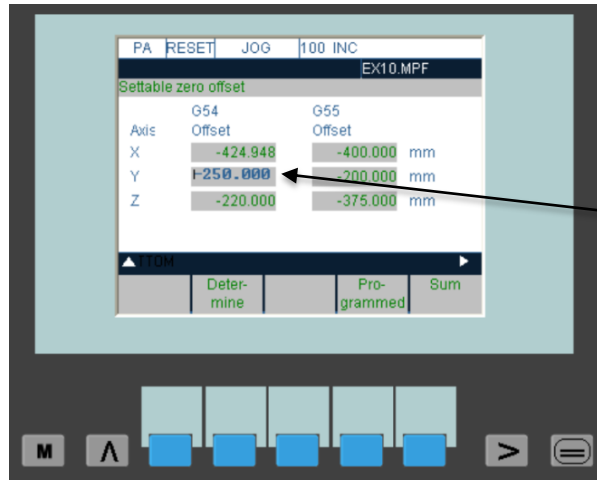 PA RESET JOG 100 INC
EX10.MPF
Settable zero offset
G54 G55
Axis Offset Offset
X -424.948 -400.000 mm
Y -250.000 -200.000 mm
Z -220.000 -375.000 mm
TTOM
Deter- Pro- Sum
mine grammed
M Λ >